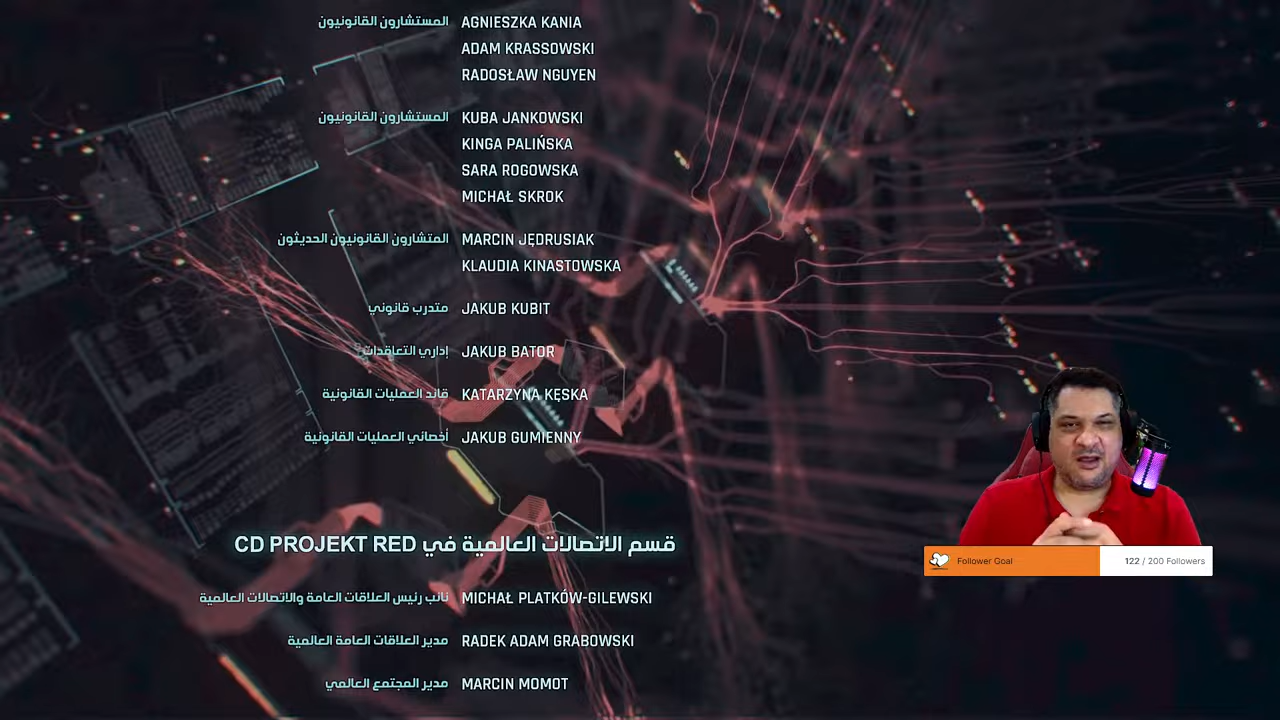 المستشارون القانونيون AGNIESZKA KANIA
ADAM KRASSOWSKI
RADOSŁAW NGUYEN
المستشارون القانونيون KUBA JANKOWSKI
KINGA PALIŃSKA
SARA ROGOWSKA
MICHAŁ SKROK
المتشارون القانونيون الحديثون MARCIN JĘDRUSIAK
KLAUDIA KINASTOWSKA
متدرب قانوني JAKUB KUBIT
إداري التعاقدات JAKUB BATOR
قائد العمليات القانونية KATARZYNA KĘSKA
أخصائي العمليات القانونية JAKUB GUMIENNY
قسم الاتصالات العالمية في CD PROJEKT RED
نائب رئيس العلاقات العامة والاتصالات العالمية MICHAŁ PLATKÓW-GILEWSKI
مدير العلاقات العامة العالمية RADEK ADAM GRABOWSKI
مدير المجتمع العالمي MARCIN MOMOT
Follower Goal 122 / 200 Followers